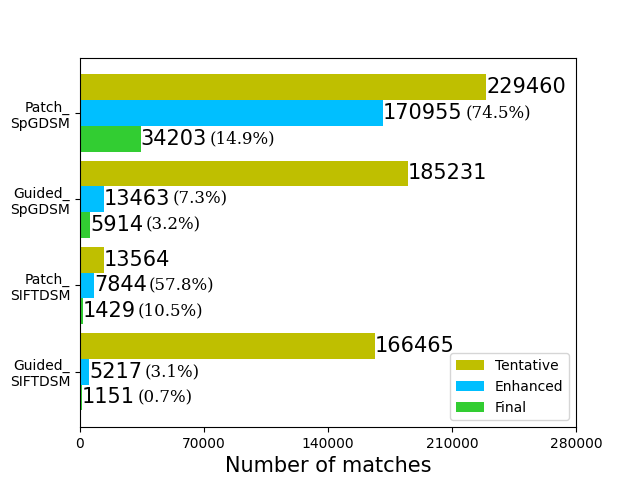 229460
Patch_
SpGDSM
170955 (74.5%)
34203 (14.9%)
185231
Guided_
SpGDSM
13463 (7.3%)
5914 (3.2%)
13564
Patch_
SIFTDSM
7844 (57.8%)
1429 (10.5%)
166465
Guided_
SIFTDSM
5217 (3.1%)
1151 (0.7%)
Tentative
Enhanced
Final
0 70000 140000 210000 280000
Number of matches